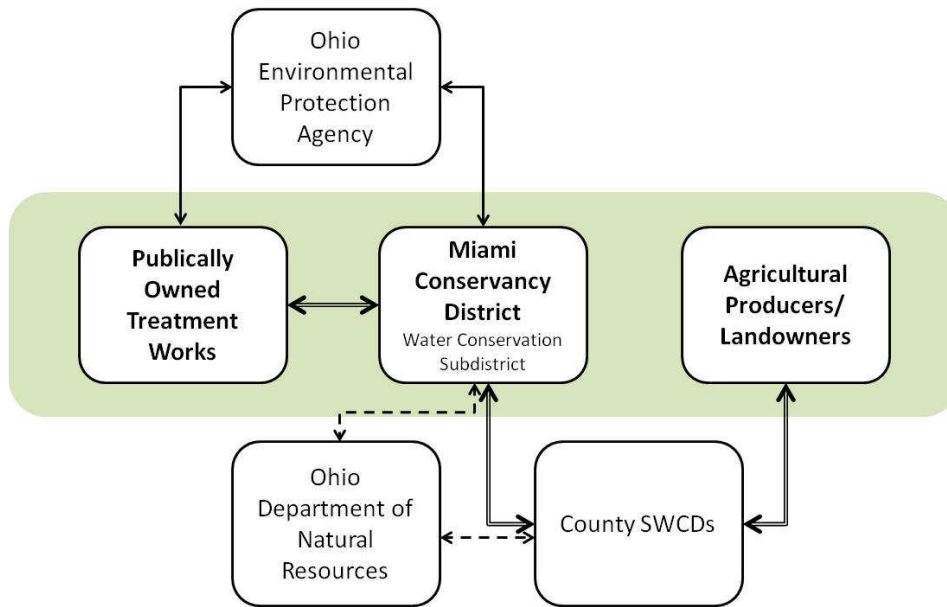 Ohio
Environmental
Protection
Agency
Publically
Owned
Treatment
Works
Miami
Conservancy
District
Water Conservation
Subdistrict
Agricultural
Producers/
Landowners
Ohio
Department of
Natural
Resources
County SWCDs